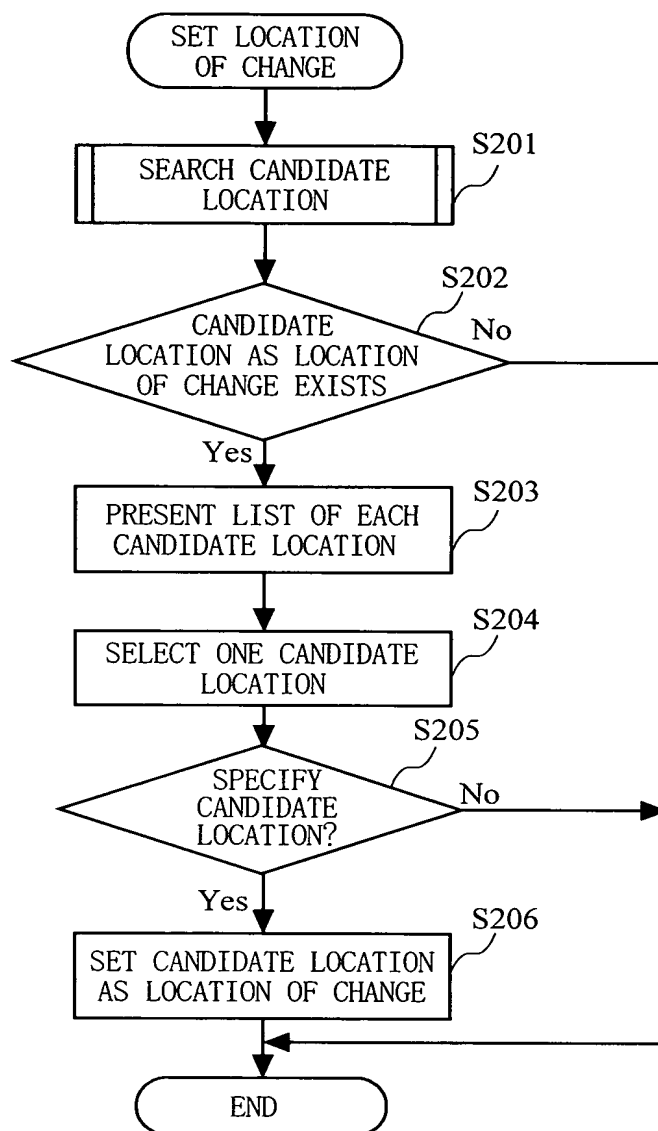 SET LOCATION
OF CHANGE
S201
SEARCH CANDIDATE
LOCATION
S202
CANDIDATE
LOCATION AS LOCATION
OF CHANGE EXISTS
No
Yes
S203
PRESENT LIST OF EACH
CANDIDATE LOCATION
S204
SELECT ONE CANDIDATE
LOCATION
S205
SPECIFY
CANDIDATE
LOCATION?
No
Yes
S206
SET CANDIDATE LOCATION
AS LOCATION OF CHANGE
END